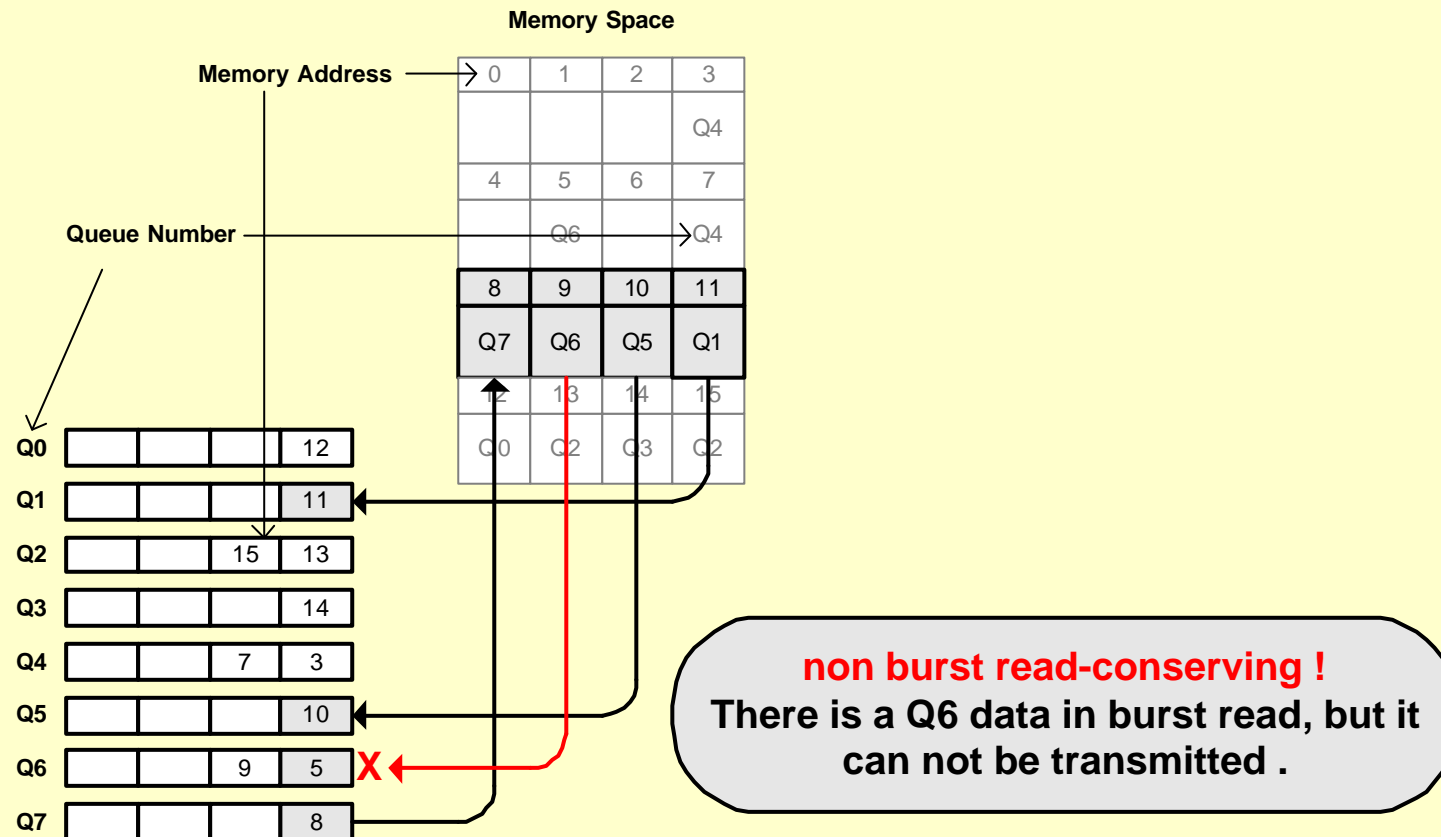 Memory Space
Memory Address
0 1 2 3
Q4
4 5 6 7
Queue Number
Q6 Q4
8 9 10 11
Q7 Q6 Q5 Q1
12 13 14 15
Q0 Q2 Q3 Q2
Q0 12
Q1 11
Q2 15 13
Q3 14
Q4 7 3
Q5 10
Q6 9 5 X
Q7 8
non burst read-conserving !
There is a Q6 data in burst read, but it
can not be transmitted .